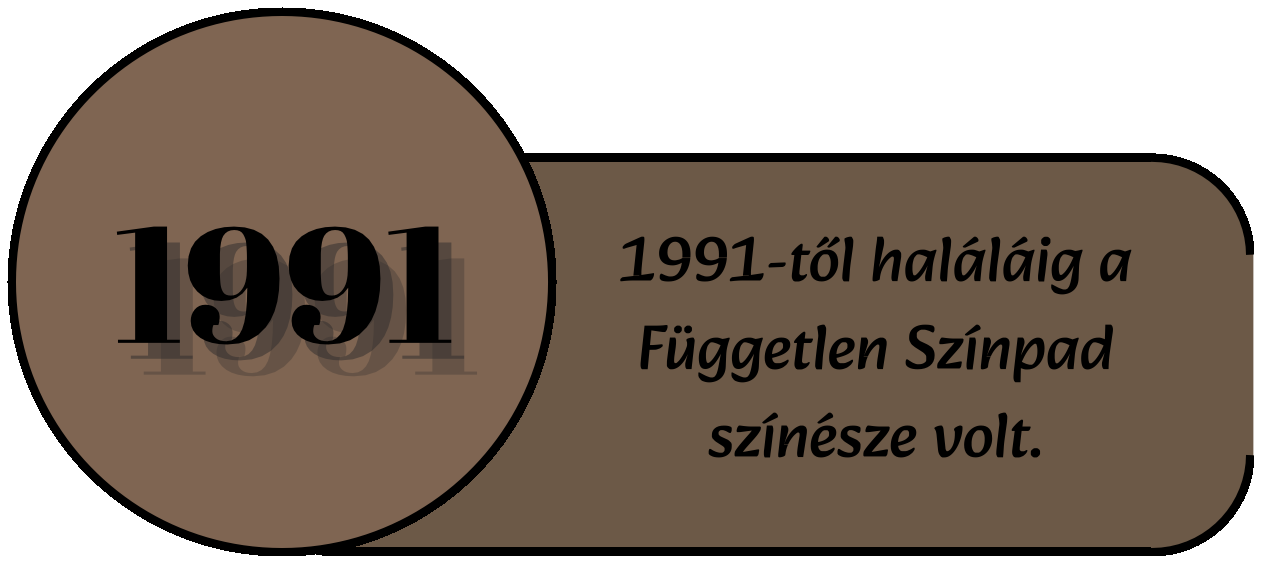 1991
1991-től haláláig a
Független Színpad
színésze volt.